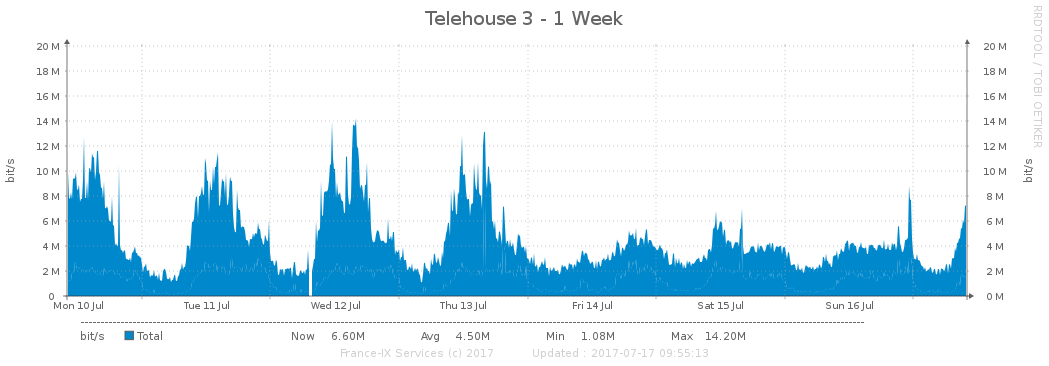 Telehouse 3 - 1 Week
RRDTOOL / TOBI OETIKER
bit/s
20 M 20 M
18 M 18 M
16 M 16 M
14 M 14 M
12 M 12 M
10 M 10 M
8 M 8 M
6 M 6 M
4 M 4 M
2 M 2 M
0 0 M
bit/s
Mon 10 Jul Tue 11 Jul Wed 12 Jul Thu 13 Jul Fri 14 Jul Sat 15 Jul Sun 16 Jul
bit/s Total Now 6.60M Avg 4.50M Min 1.08M Max 14.20M
France-IX Services (c) 2017 Updated : 2017-07-17 09:55:13